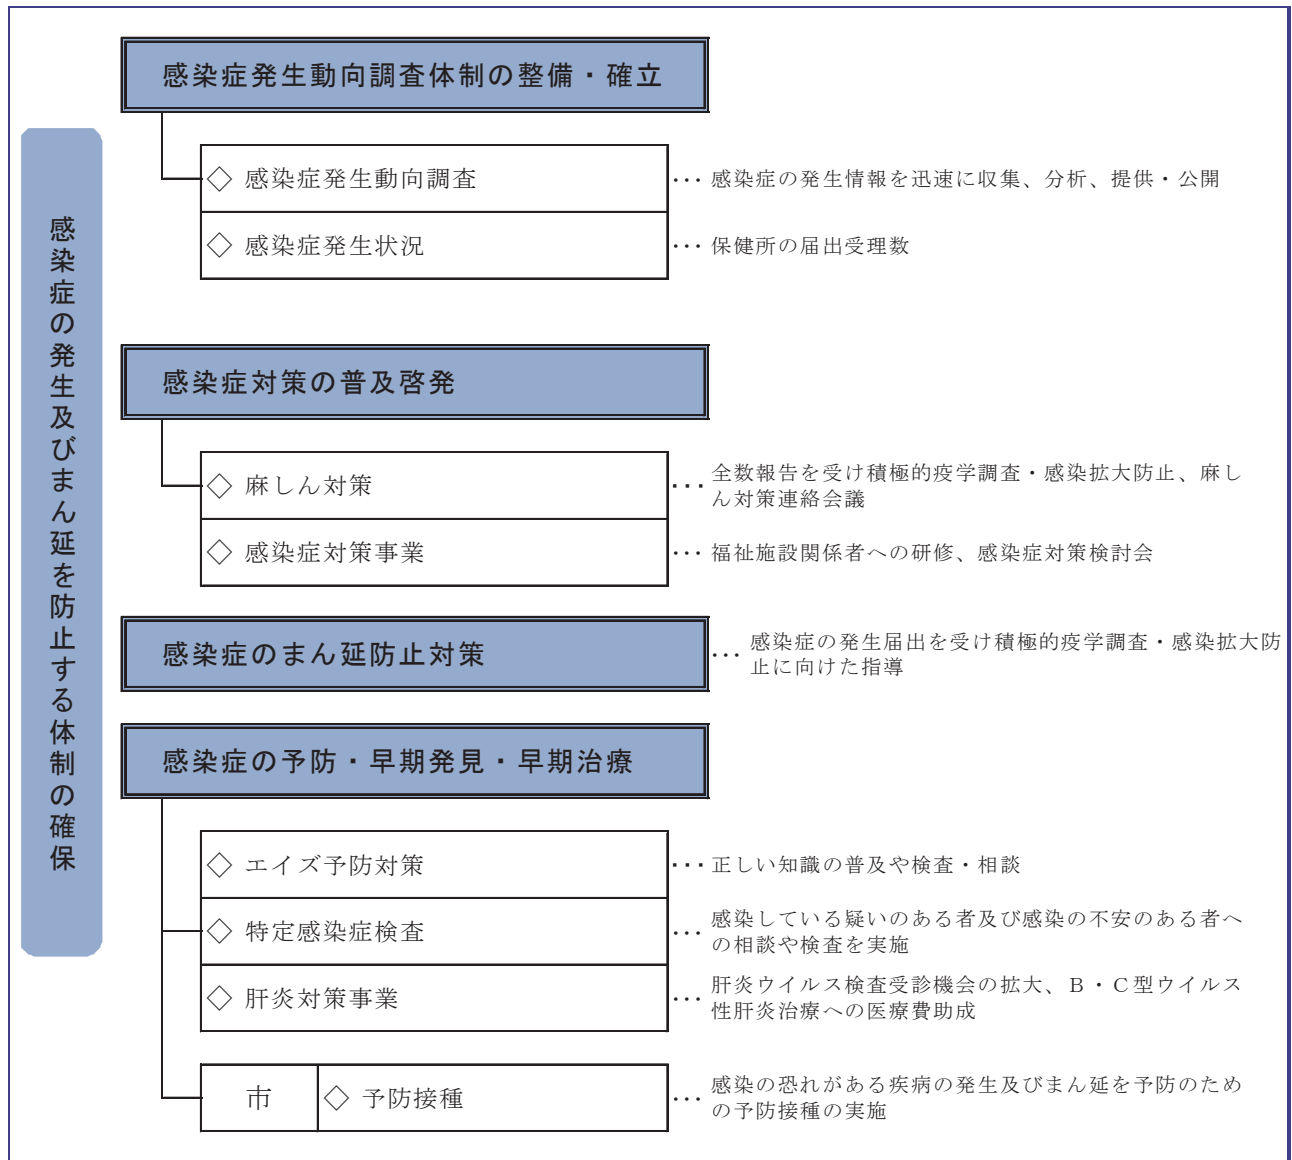 感染症の発生及びまん延を防止する体制の確保
感染症発生動向調査体制の整備・確立
◇ 感染症発生動向調査
･･･ 感染症の発生情報を迅速に収集、分析、提供・公開
◇ 感染症発生状況
･･･ 保健所の届出受理数
感染症対策の普及啓発
◇ 麻しん対策
･･･ 全数報告を受け積極的疫学調査・感染拡大防止、麻し
ん対策連絡会議
◇ 感染症対策事業
･･･ 福祉施設関係者への研修、感染症対策検討会
感染症のまん延防止対策
･･･ 感染症の発生届出を受け積極的疫学調査・感染拡大防
止に向けた指導
感染症の予防・早期発見・早期治療
◇ エイズ予防対策
･･･ 正しい知識の普及や検査・相談
◇ 特定感染症検査
･･･ 感染している疑いのある者及び感染の不安のある者へ
の相談や検査を実施
◇ 肝炎対策事業
･･･ 肝炎ウイルス検査受診機会の拡大、Ｂ・Ｃ型ウイルス
性肝炎治療への医療費助成
市
◇ 予防接種
･･･ 感染の恐れがある疾病の発生及びまん延を予防のため
の予防接種の実施